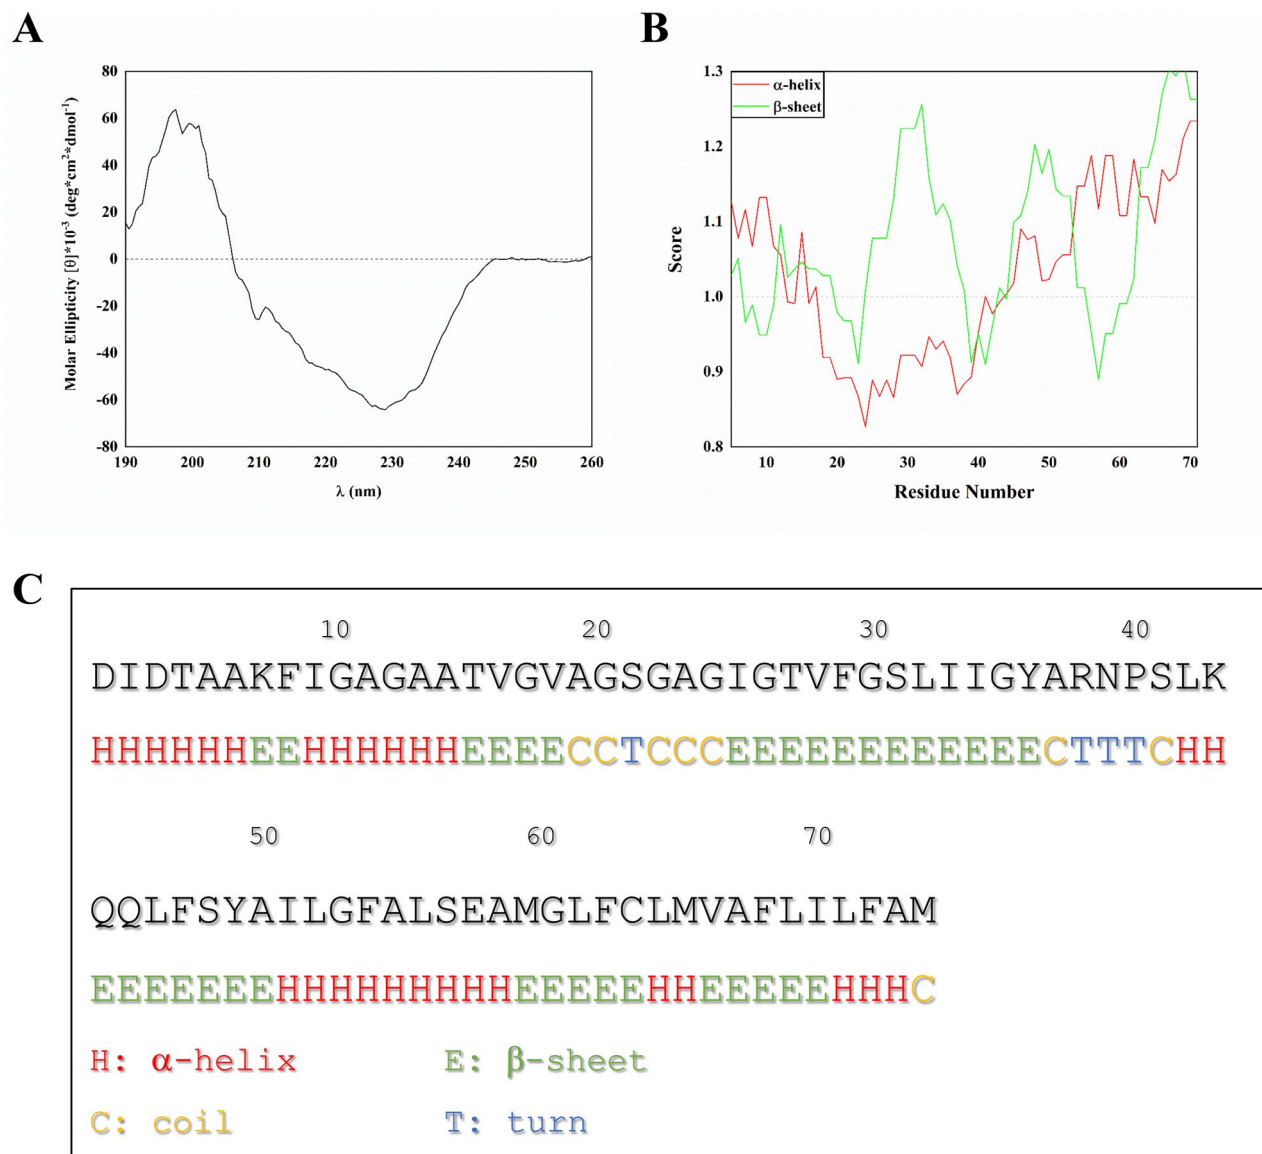 A
80
60
40
20
0
-20
-40
-60
-80
190 200 210 220 230 240 250 260
λ (nm)
Molar Ellipticity [θ]*10⁻³ (deg*cm²*dmol⁻¹)
B
α-helix
β-sheet
1.3
1.2
1.1
1.0
0.9
0.8
10 20 30 40 50 60 70
Residue Number
Score
C
10 20 30 40
DIDTAAKFIGAGAATVGVAGSGAGIGTVFGSLIIGYARNPSLK
HHHHHHEEHHHHHHEEEECCTCCCEEEEEEEEEEEECTTTCHH
50 60 70
QQLFSYAILGFALSEAMGLFCLMVAFLILFAM
EEEEEEEHHHHHHHHHEEEEEHHEEEEEHHHC
H: α-helix E: β-sheet
C: coil T: turn